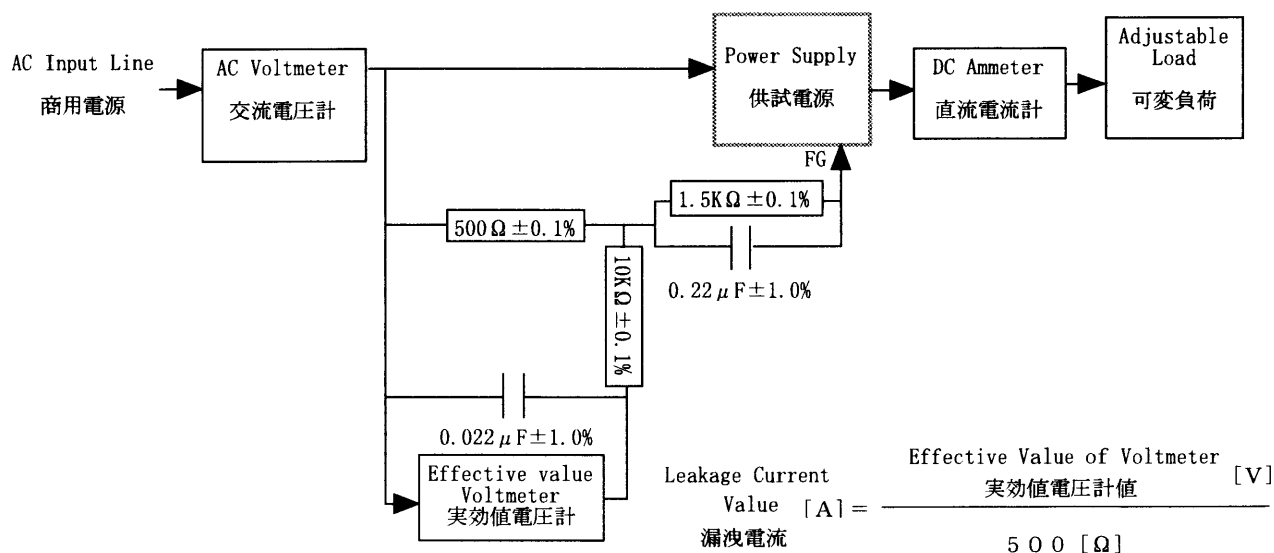 AC Input Line
商用電源
AC Voltmeter
交流電圧計
Power Supply
供試電源
DC Ammeter
直流電流計
Adjustable
Load
可変負荷
FG
500Ω±0.1%
1.5KΩ±0.1%
0.22μF±1.0%
10KΩ±0.1%
0.022μF±1.0%
Effective value
Voltmeter
実効値電圧計
Leakage Current
Value [A]=
漏洩電流
Effective Value of Voltmeter
実効値電圧計値 [V]
500 [Ω]